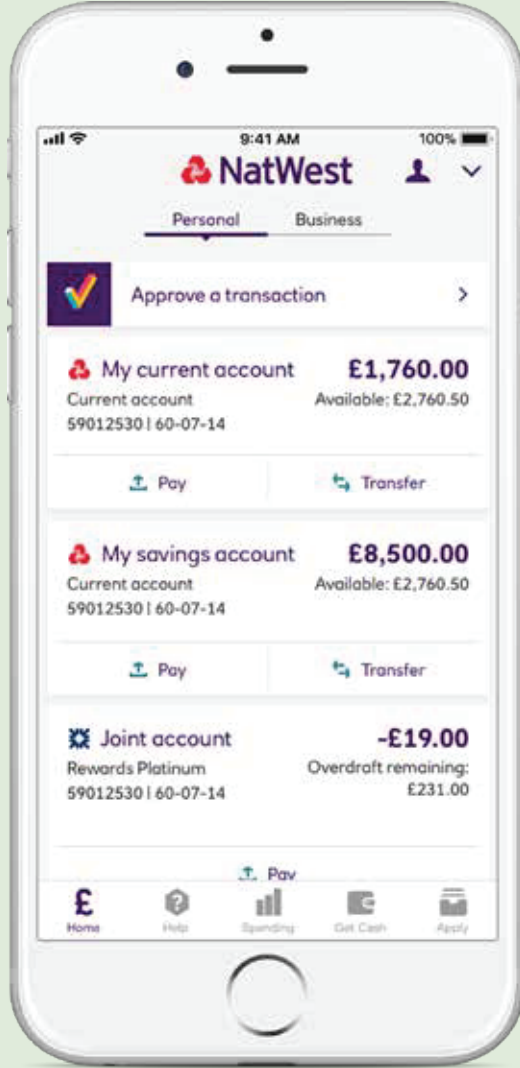 9:41 AM 100%
NatWest
Personal Business
Approve a transaction
My current account £1,760.00
Current account Available: £2,760.50
59012530 | 60-07-14
Pay Transfer
My savings account £8,500.00
Current account Available: £2,760.50
59012530 | 60-07-14
Pay Transfer
Joint account -£19.00
Rewards Platinum Overdraft remaining:
59012530 | 60-07-14 £231.00
Pay
£
Home Help Spending Get Cash Apply